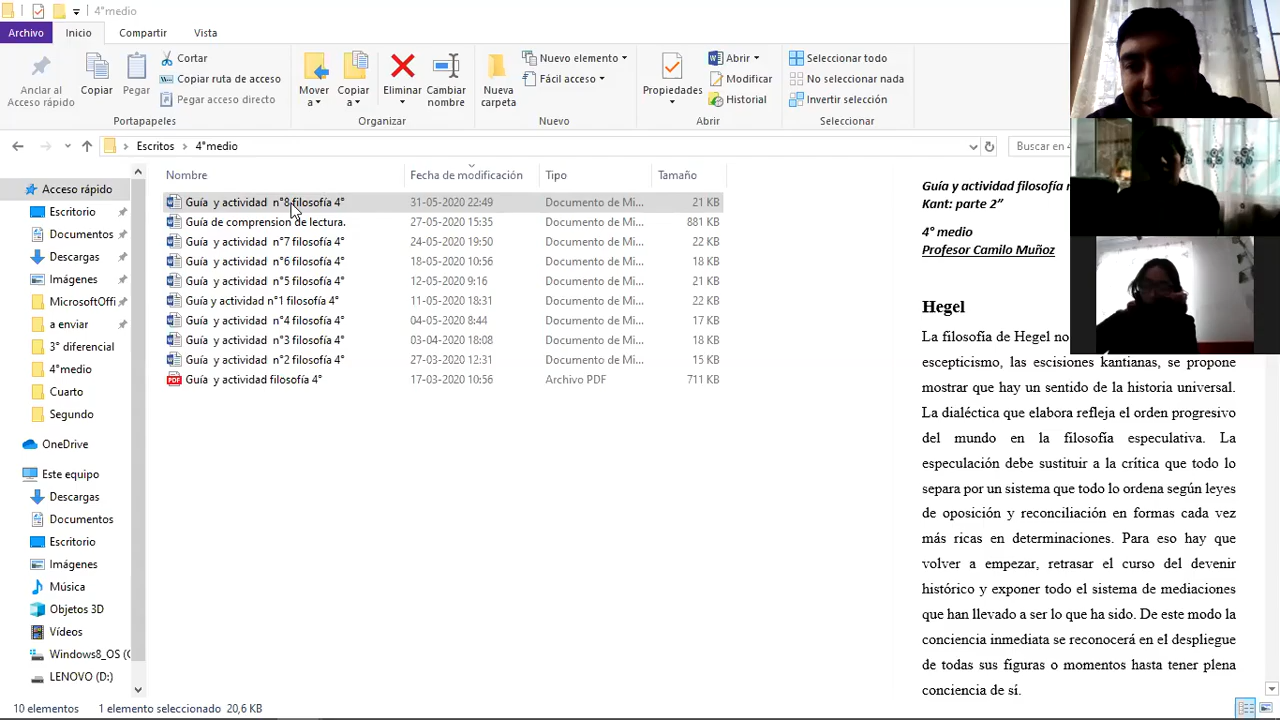 4°medio
Archivo Inicio Compartir Vista
Anclar al Acceso rápido
Copiar
Pegar
Cortar
Copiar ruta de acceso
Pegar acceso directo
Portapapeles
Mover a
Copiar a
Eliminar
Cambiar nombre
Organizar
Nueva carpeta
Nuevo elemento
Fácil acceso
Nuevo
Propiedades
Abrir
Modificar
Historial
Abrir
Seleccionar todo
No seleccionar nada
Invertir selección
Seleccionar
Escritos > 4°medio
Buscar en 4
Acceso rápido
Escritorio
Documentos
Descargas
Imágenes
MicrosoftOffi
a enviar
3° diferencial
4°medio
Cuarto
Segundo
OneDrive
Este equipo
Descargas
Documentos
Escritorio
Imágenes
Música
Objetos 3D
Vídeos
Windows8_OS (C
LENOVO (D:)
Nombre Fecha de modificación Tipo Tamaño
Guía y actividad n°8 filosofía 4° 31-05-2020 22:49 Documento de Mi... 21 KB
Guía de comprensión de lectura. 27-05-2020 15:35 Documento de Mi... 881 KB
Guía y actividad n°7 filosofía 4° 24-05-2020 19:50 Documento de Mi... 22 KB
Guía y actividad n°6 filosofía 4° 18-05-2020 10:56 Documento de Mi... 18 KB
Guía y actividad n°5 filosofía 4° 12-05-2020 9:16 Documento de Mi... 21 KB
Guía y actividad n°1 filosofía 4° 11-05-2020 18:31 Documento de Mi... 22 KB
Guía y actividad n°4 filosofía 4° 04-05-2020 8:44 Documento de Mi... 17 KB
Guía y actividad n°3 filosofía 4° 03-04-2020 18:08 Documento de Mi... 18 KB
Guía y actividad n°2 filosofía 4° 27-03-2020 12:31 Documento de Mi... 15 KB
Guía y actividad filosofía 4° 17-03-2020 10:56 Archivo PDF 711 KB
Guía y actividad filosofía
Kant: parte 2”
4° medio
Profesor Camilo Muñoz
Hegel
La filosofía de Hegel no
escepticismo, las escisiones kantianas, se propone
mostrar que hay un sentido de la historia universal.
La dialéctica que elabora refleja el orden progresivo
del mundo en la filosofía especulativa. La
especulación debe sustituir a la crítica que todo lo
separa por un sistema que todo lo ordena según leyes
de oposición y reconciliación en formas cada vez
más ricas en determinaciones. Para eso hay que
volver a empezar, retrasar el curso del devenir
histórico y exponer todo el sistema de mediaciones
que han llevado a ser lo que ha sido. De este modo la
conciencia inmediata se reconocerá en el despliegue
de todas sus figuras o momentos hasta tener plena
conciencia de sí.
10 elementos 1 elemento seleccionado 20,6 KB